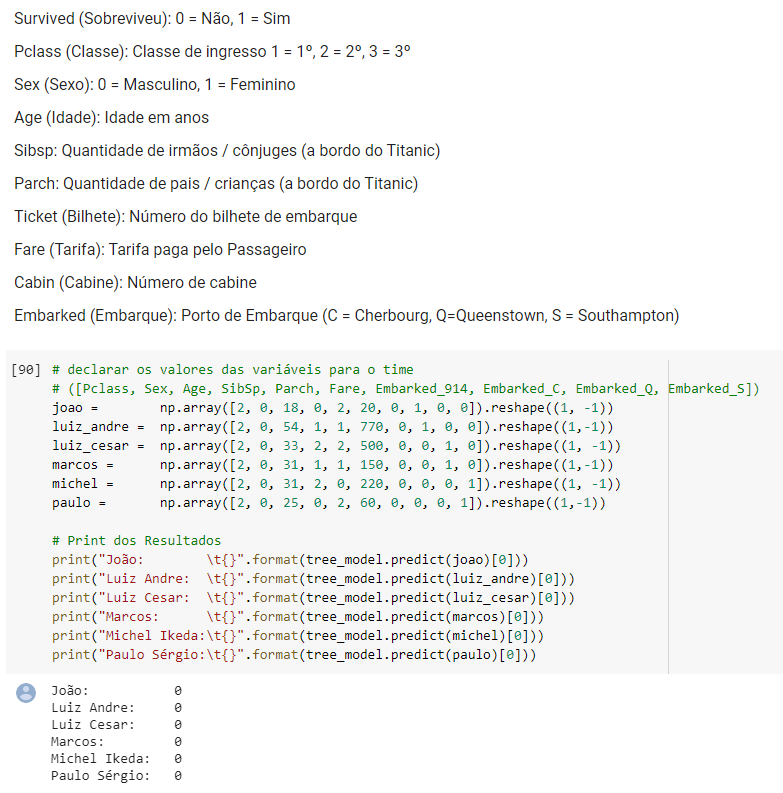 Survived (Sobreviveu): 0 = Não, 1 = Sim
Pclass (Classe): Classe de ingresso 1 = 1º, 2 = 2º, 3 = 3º
Sex (Sexo): 0 = Masculino, 1 = Feminino
Age (Idade): Idade em anos
Sibsp: Quantidade de irmãos / cônjuges (a bordo do Titanic)
Parch: Quantidade de pais / crianças (a bordo do Titanic)
Ticket (Bilhete): Número do bilhete de embarque
Fare (Tarifa): Tarifa paga pelo Passageiro
Cabin (Cabine): Número de cabine
Embarked (Embarque): Porto de Embarque (C = Cherbourg, Q=Queenstown, S = Southampton)
[90] # declarar os valores das variáveis para o time
# ([Pclass, Sex, Age, SibSp, Parch, Fare, Embarked_914, Embarked_C, Embarked_Q, Embarked_S])
joao =        np.array([2, 0, 18, 0, 2, 20, 0, 1, 0, 0]).reshape((1, -1))
luiz_andre =  np.array([2, 0, 54, 1, 1, 770, 0, 1, 0, 0]).reshape((1,-1))
luiz_cesar =  np.array([2, 0, 33, 2, 2, 500, 0, 0, 1, 0]).reshape((1, -1))
marcos =      np.array([2, 0, 31, 1, 1, 150, 0, 0, 1, 0]).reshape((1,-1))
michel =      np.array([2, 0, 31, 2, 0, 220, 0, 0, 0, 1]).reshape((1, -1))
paulo =       np.array([2, 0, 25, 0, 2, 60, 0, 0, 0, 1]).reshape((1,-1))
# Print dos Resultados
print("João:        \t{}".format(tree_model.predict(joao)[0]))
print("Luiz Andre:  \t{}".format(tree_model.predict(luiz_andre)[0]))
print("Luiz Cesar:  \t{}".format(tree_model.predict(luiz_cesar)[0]))
print("Marcos:      \t{}".format(tree_model.predict(marcos)[0]))
print("Michel Ikeda:\t{}".format(tree_model.predict(michel)[0]))
print("Paulo Sérgio:\t{}".format(tree_model.predict(paulo)[0]))
João:           0
Luiz Andre:     0
Luiz Cesar:     0
Marcos:         0
Michel Ikeda:   0
Paulo Sérgio:   0